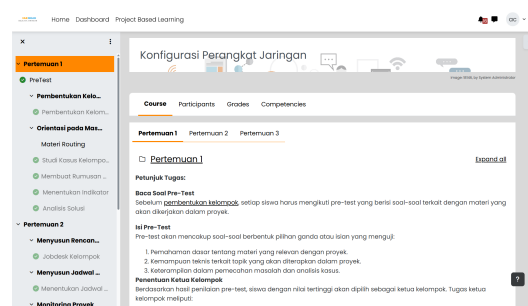 Home Dashboard Project Based Learning
OC
Pertemuan 1
PreTest
Pembentukan Kelo...
Pembentukan Kelom...
Orientasi pada Mas...
Materi Routing
Studi Kasus Kelompo...
Membuat Rumusan ...
Menentukan Indikator
Analisis Solusi
Pertemuan 2
Menyusun Rencan...
Jobdesk Kelompok
Menyusun Jadwal ...
Menentukan Jadwal ...
Monitoring Proyek
Konfigurasi Perangkat Jaringan
Course Participants Grades Competencies
Pertemuan 1 Pertemuan 2 Pertemuan 3
Pertemuan 1 Expand all
Petunjuk Tugas:
Baca Soal Pre-Test
Sebelum pembentukan kelompok, setiap siswa harus mengikuti pre-test yang berisi soal-soal terkait dengan materi yang
akan dikerjakan dalam proyek.
Isi Pre-Test
Pre-test akan mencakup soal-soal berbentuk pilihan ganda atau isian yang menguji:
1. Pemahaman dasar tentang materi yang relevan dengan proyek.
2. Kemampuan teknis terkait topik yang akan diterapkan dalam proyek.
3. Keterampilan dalam pemecahan masalah dan analisis kasus.
Penentuan Ketua Kelompok
Berdasarkan hasil penilaian pre-test, siswa dengan nilai tertinggi akan dipilih sebagai ketua kelompok. Tugas ketua
kelompok meliputi:
?